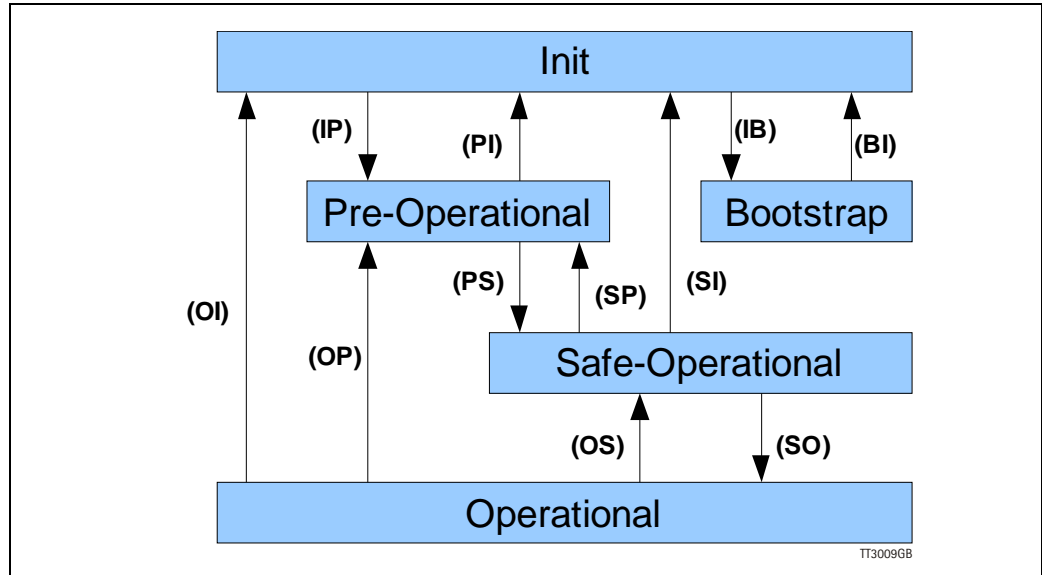 Init
(IP)
(PI)
(IB)
(BI)
Pre-Operational
Bootstrap
(OI)
(PS)
(SP)
(SI)
(OP)
Safe-Operational
(OS)
(SO)
Operational
TT3009GB